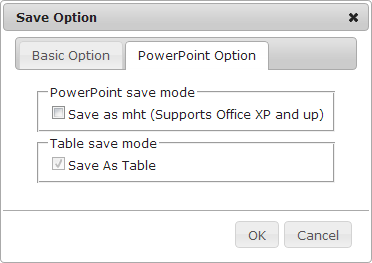 Save Option
Basic Option PowerPoint Option
PowerPoint save mode
Save as mht (Supports Office XP and up)
Table save mode
Save As Table
OK Cancel